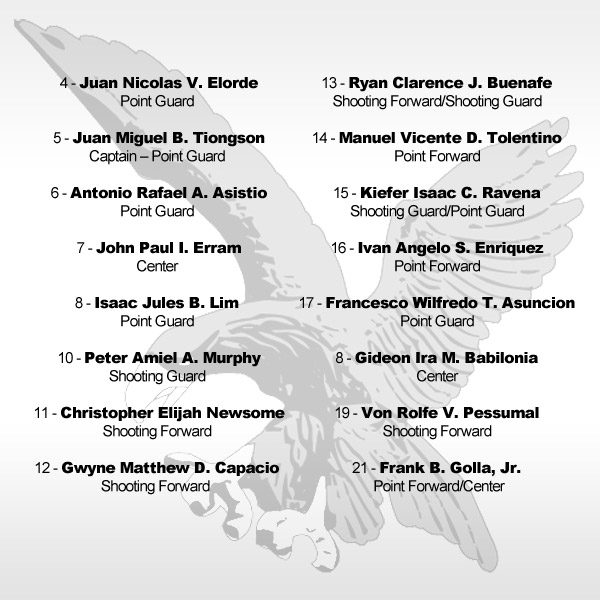 4 - Juan Nicolas V. Elorde
Point Guard
5 - Juan Miguel B. Tiongson
Captain – Point Guard
6 - Antonio Rafael A. Asistio
Point Guard
7 - John Paul I. Erram
Center
8 - Isaac Jules B. Lim
Point Guard
10 - Peter Amiel A. Murphy
Shooting Guard
11 - Christopher Elijah Newsome
Shooting Forward
12 - Gwyne Matthew D. Capacio
Shooting Forward
13 - Ryan Clarence J. Buenafe
Shooting Forward/Shooting Guard
14 - Manuel Vicente D. Tolentino
Point Forward
15 - Kiefer Isaac C. Ravena
Shooting Guard/Point Guard
16 - Ivan Angelo S. Enriquez
Point Forward
17 - Francesco Wilfredo T. Asuncion
Point Guard
8 - Gideon Ira M. Babilonia
Center
19 - Von Rolfe V. Pessumal
Shooting Forward
21 - Frank B. Golla, Jr.
Point Forward/Center